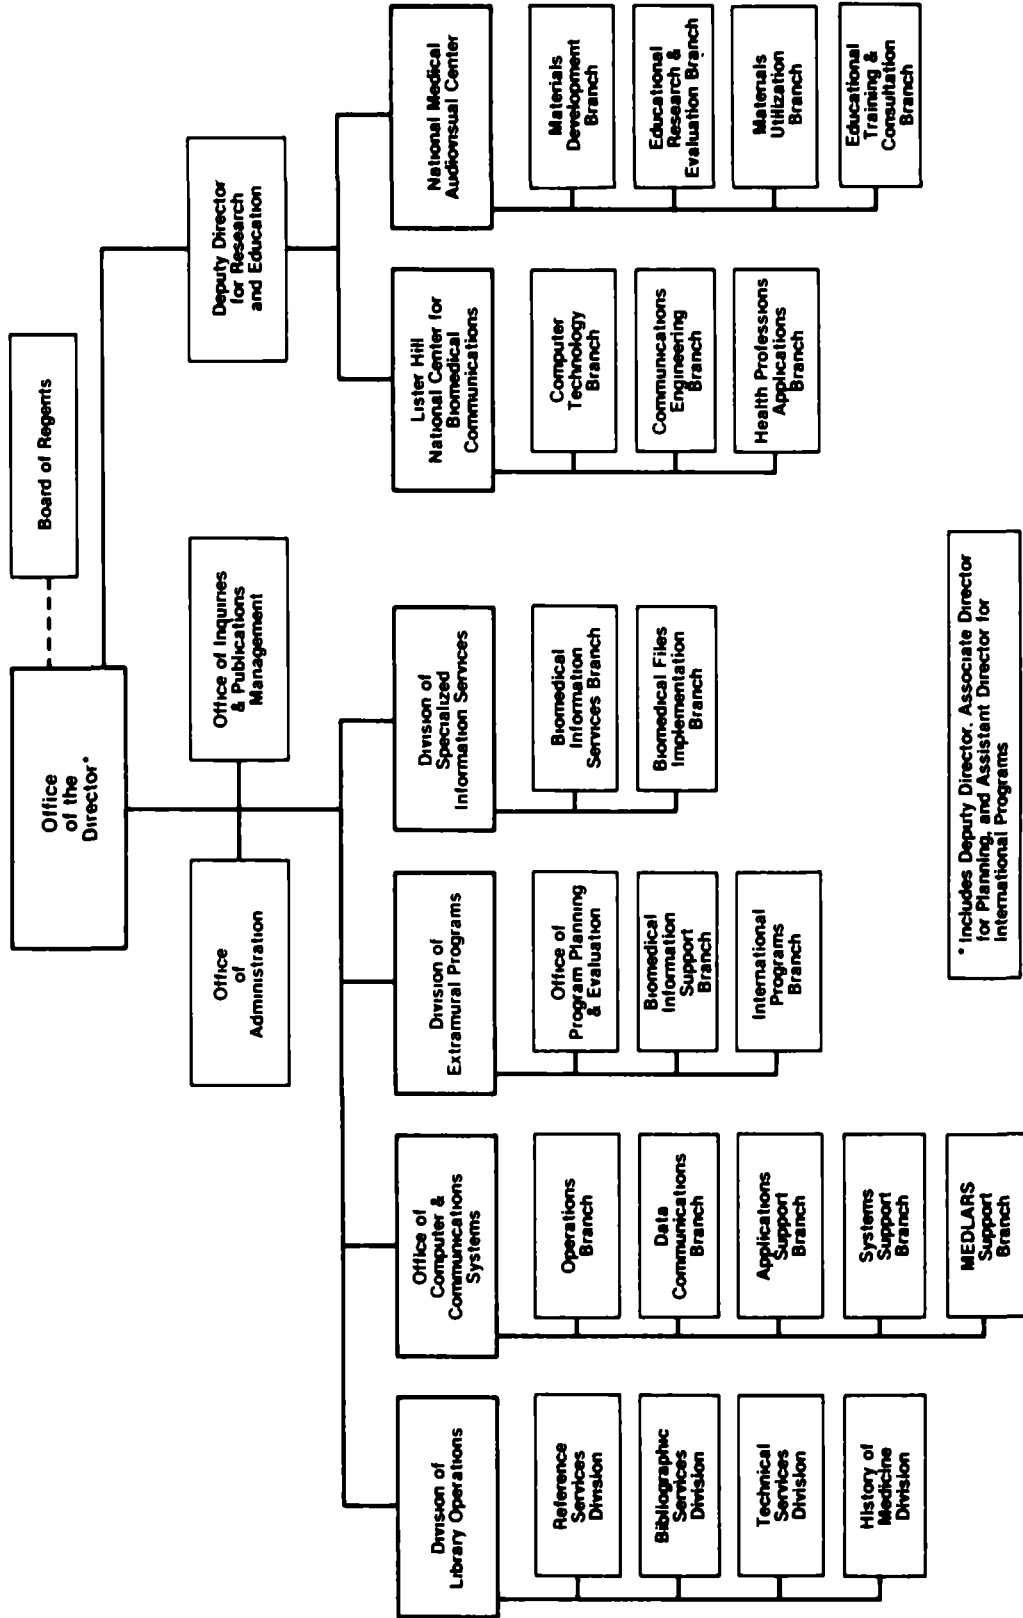 Office
of the
Director*
Board of Regents
Office
of
Administration
Office of Inquiries
& Publications
Management
Deputy Director
for Research
and Education
Division of
Library Operations
Reference
Services
Division
Bibliographic
Services
Division
Technical
Services
Division
History of
Medicine
Division
Office of
Computer &
Communications
Systems
Operations
Branch
Data
Communications
Branch
Applications
Support
Branch
Systems
Support
Branch
MEDLARS
Support
Branch
Division of
Extramural Programs
Office of
Program Planning
& Evaluation
Biomedical
Information
Support
Branch
International
Programs
Branch
Division of
Specialized
Information Services
Biomedical
Information
Services Branch
Biomedical Files
Implementation
Branch
Lister Hill
National Center for
Biomedical
Communications
Computer
Technology
Branch
Communications
Engineering
Branch
Health Professions
Applications
Branch
National Medical
Audiovisual Center
Materials
Development
Branch
Educational
Research &
Evaluation Branch
Materials
Utilization
Branch
Educational
Training &
Consultation
Branch
* Includes Deputy Director, Associate Director
for Planning, and Assistant Director for
International Programs